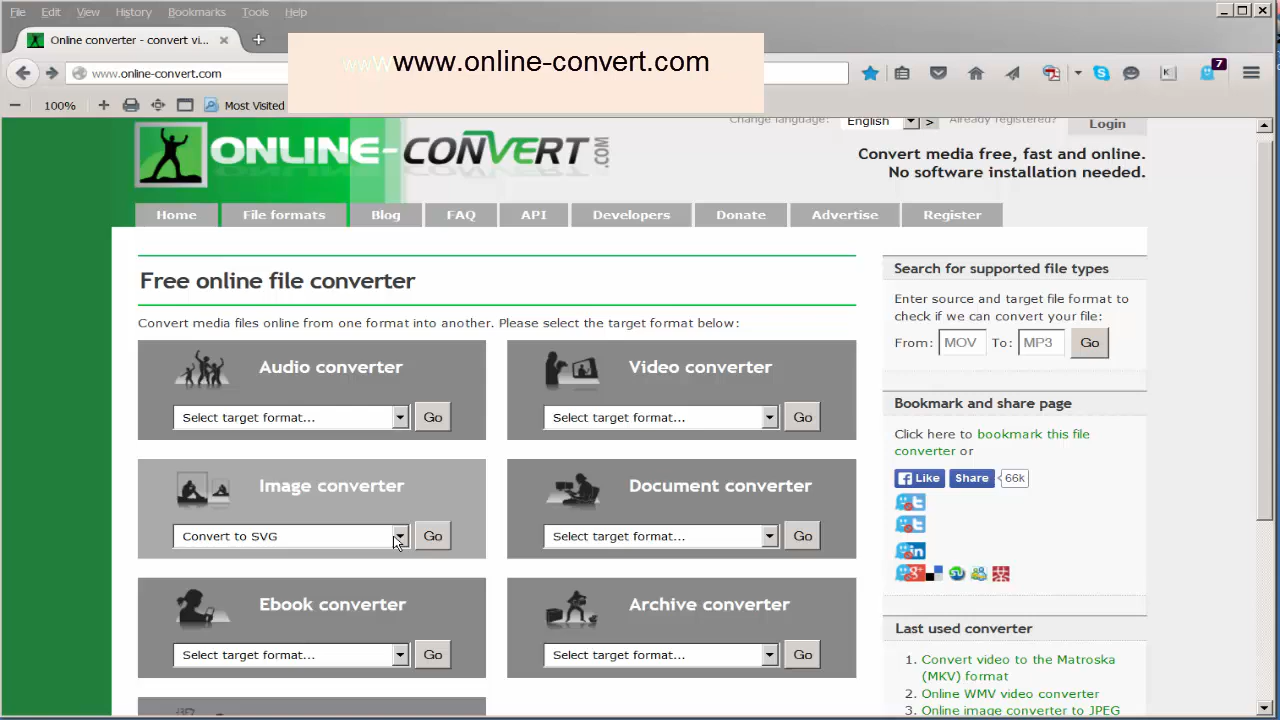 File Edit View History Bookmarks Tools Help
Online converter - convert vi...
www.online-convert.com
www.online-convert.com
7
100%
Most Visited
ONLINE-CONVERT.COM
Change language: English > Already registered? Login
Convert media free, fast and online.
No software installation needed.
Home File formats Blog FAQ API Developers Donate Advertise Register
Free online file converter
Convert media files online from one format into another. Please select the target format below:
Audio converter
Select target format... Go
Video converter
Select target format... Go
Image converter
Convert to SVG Go
Document converter
Select target format... Go
Ebook converter
Select target format... Go
Archive converter
Select target format... Go
Search for supported file types
Enter source and target file format to
check if we can convert your file:
From: MOV To: MP3 Go
Bookmark and share page
Click here to bookmark this file
converter or
Like Share 66k
Last used converter
1. Convert video to the Matroska
(MKV) format
2. Online WMV video converter
3. Online image converter to JPEG